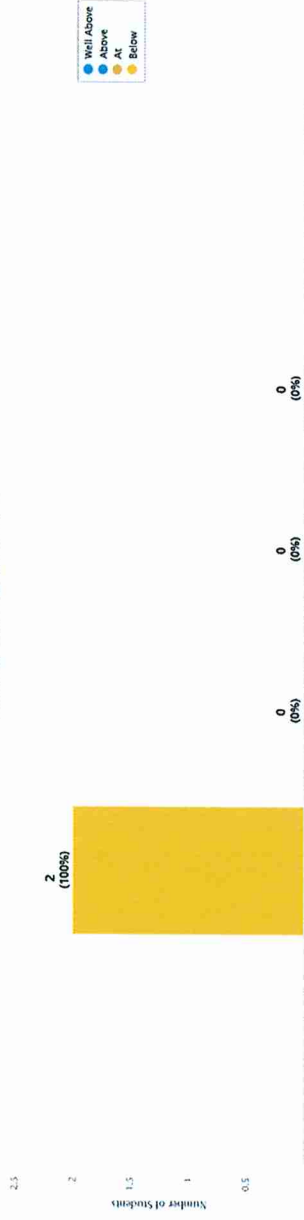 Well Above
Above
At
Below
2.5
2
1.5
1
0.5
Number of Students
2
(100%)
0
(0%)
0
(0%)
0
(0%)